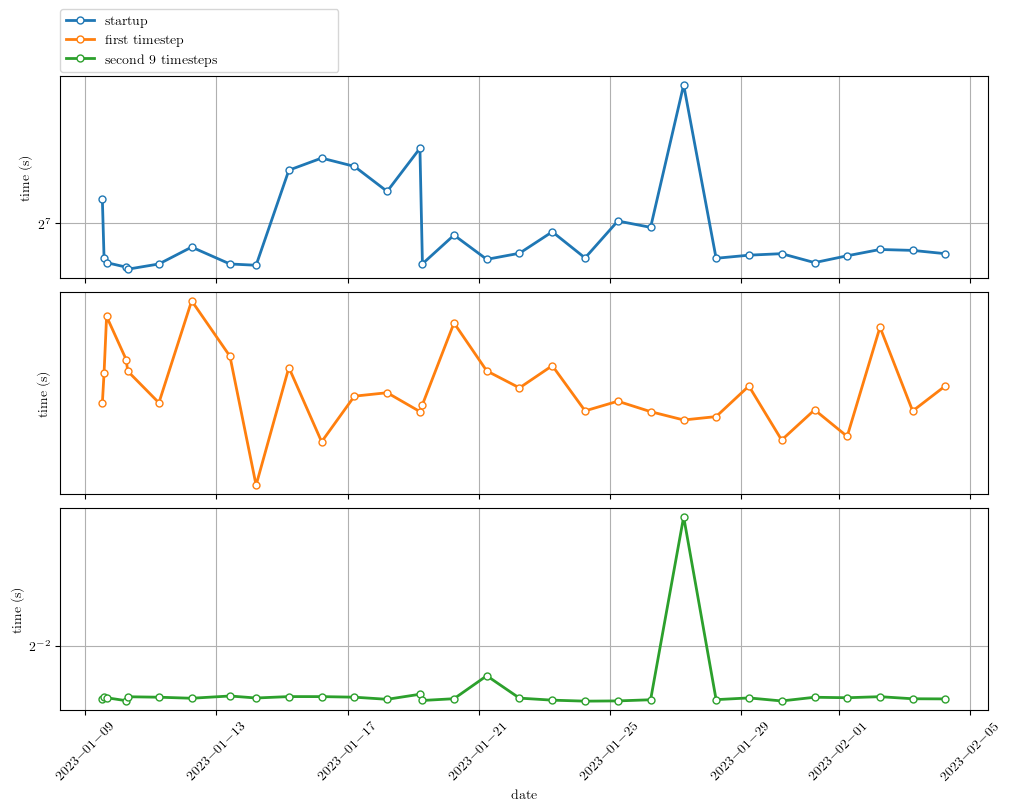 startup
first timestep
second 9 timesteps
time (s)
2^7
time (s)
time (s)
2^−2
2023−01−09
2023−01−13
2023−01−17
2023−01−21
2023−01−25
2023−01−29
2023−02−01
2023−02−05
date